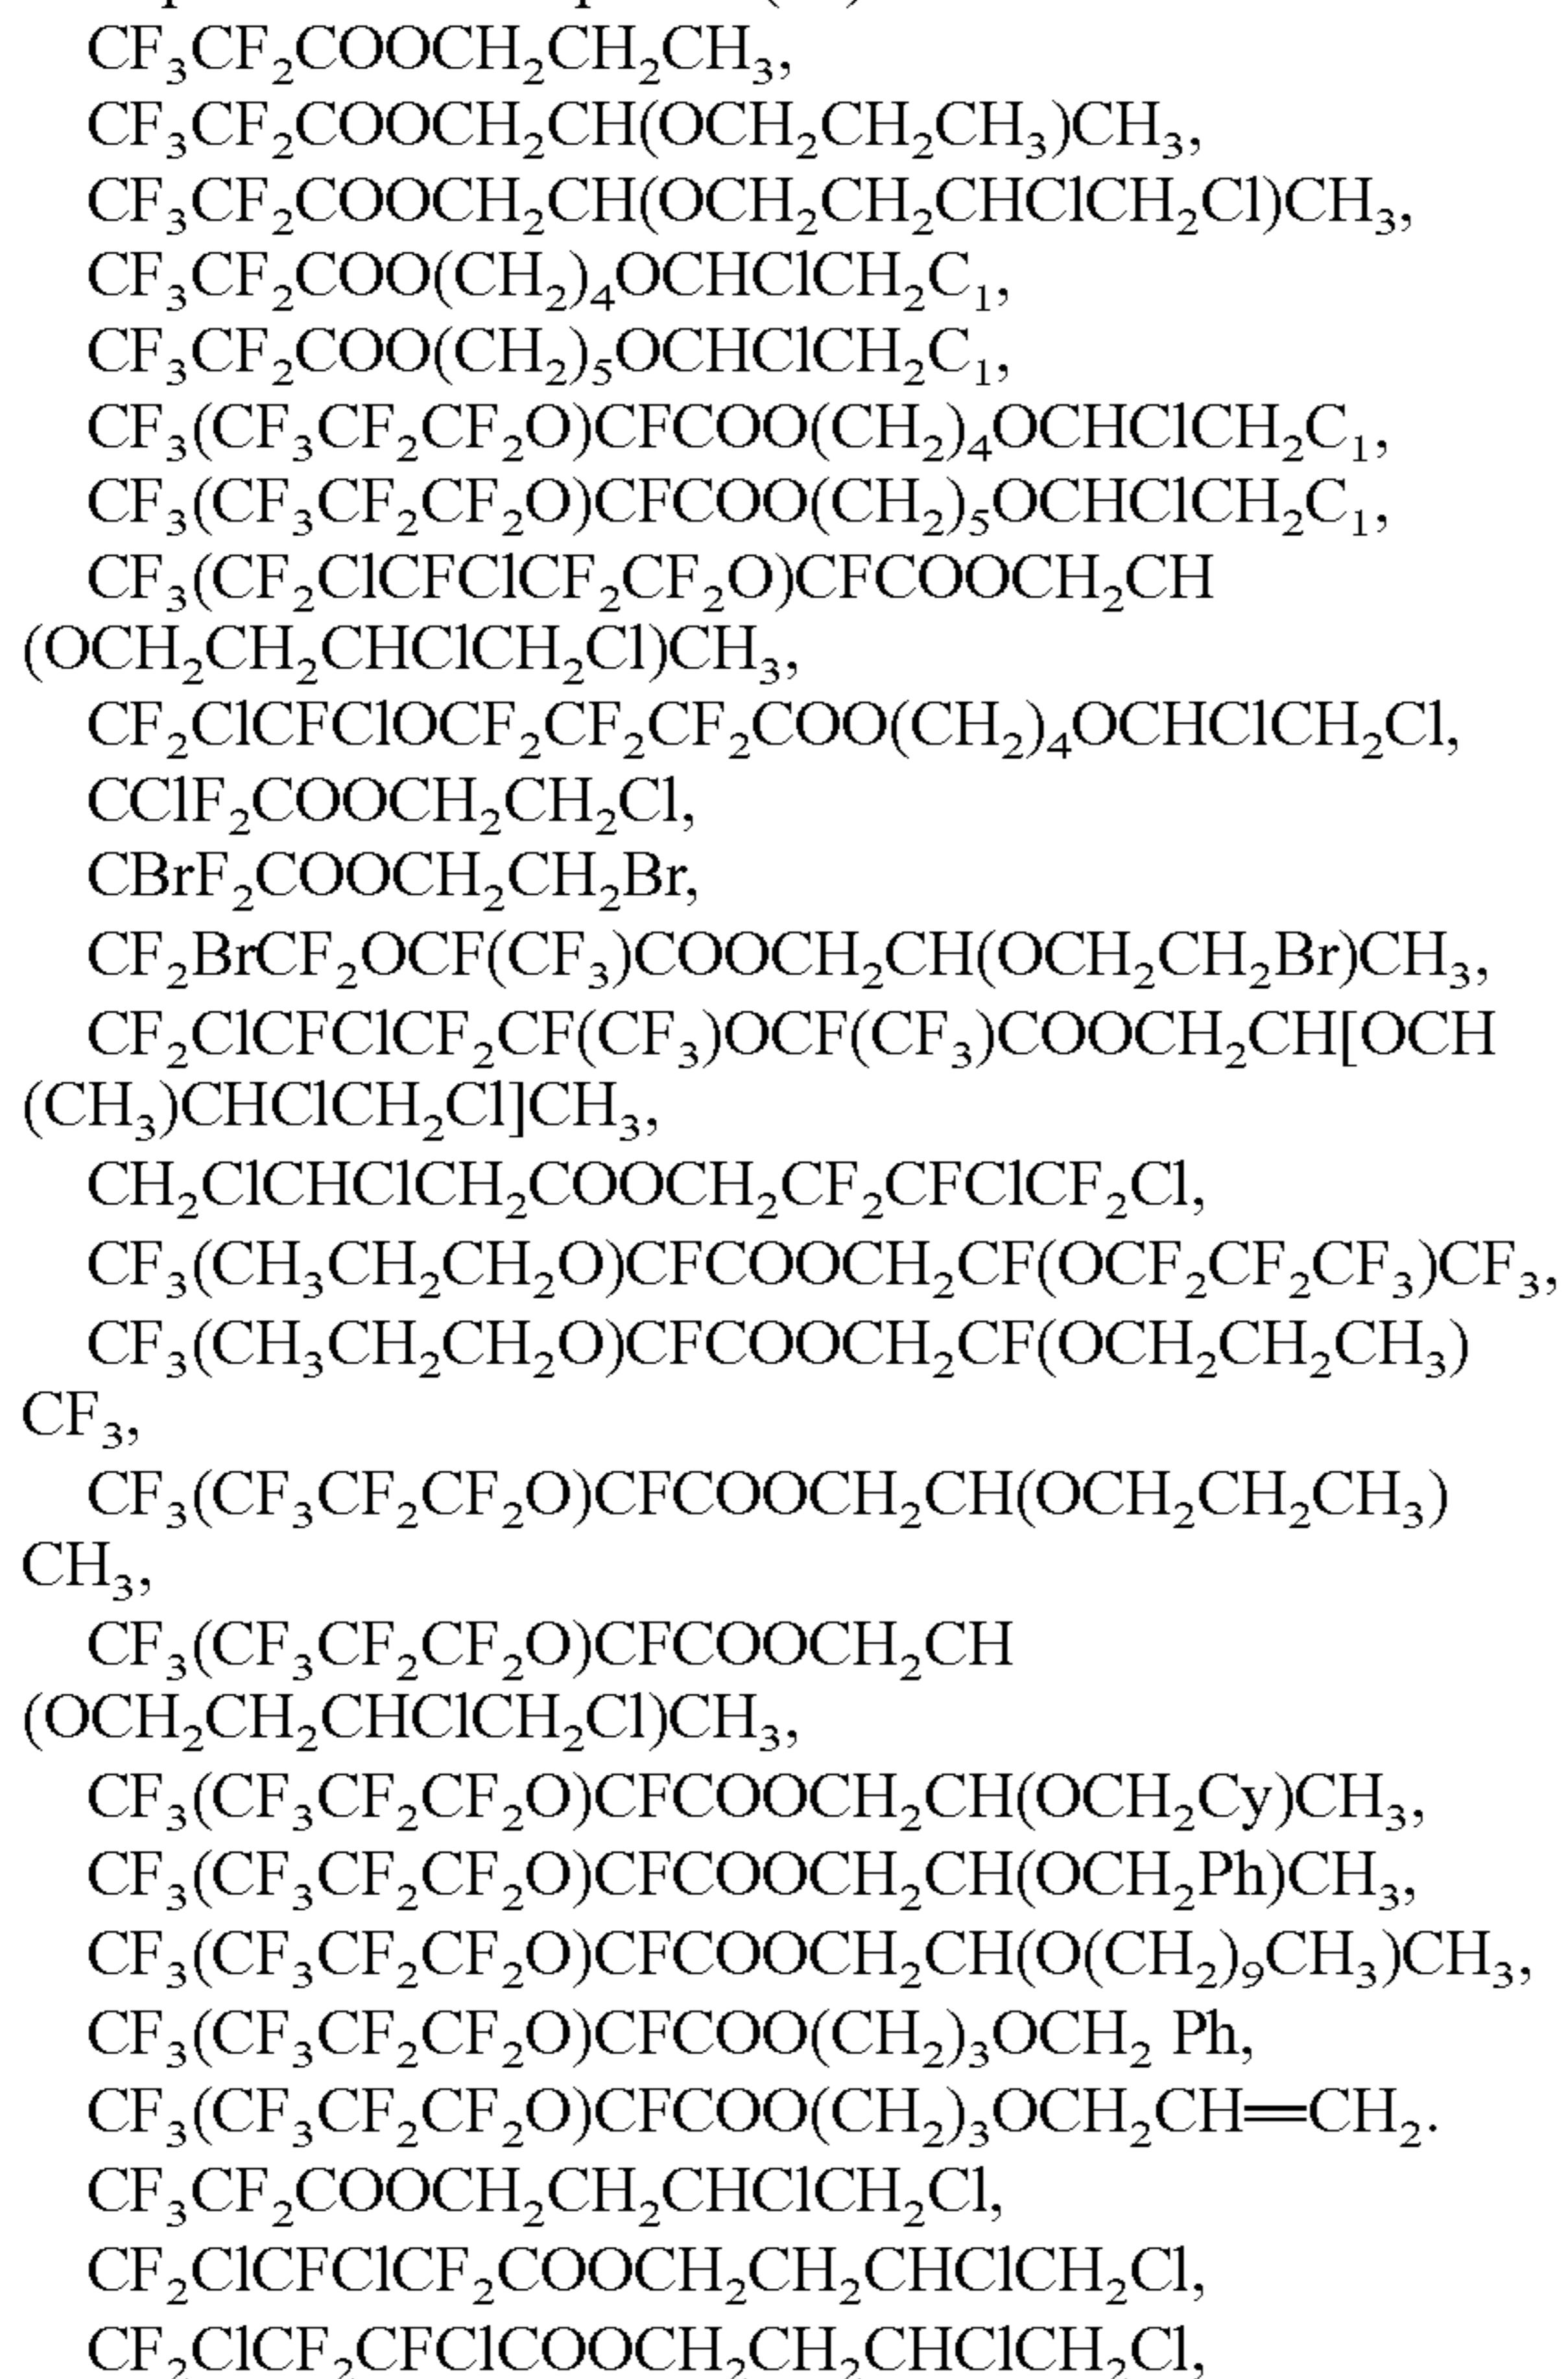 CF₃CF₂COOCH₂CH₂CH₃,
CF₃CF₂COOCH₂CH(OCH₂CH₂CH₃)CH₃,
CF₃CF₂COOCH₂CH(OCH₂CH₂CHClCH₂Cl)CH₃,
CF₃CF₂COO(CH₂)₄OCHClCH₂C₁,
CF₃CF₂COO(CH₂)₅OCHClCH₂C₁,
CF₃(CF₃CF₂CF₂O)CFCOO(CH₂)₄OCHClCH₂C₁,
CF₃(CF₃CF₂CF₂O)CFCOO(CH₂)₅OCHClCH₂C₁,
CF₃(CF₂ClCFClCF₂CF₂O)CFCOOCH₂CH
(OCH₂CH₂CHClCH₂Cl)CH₃,
CF₂ClCFClOCF₂CF₂CF₂COO(CH₂)₄OCHClCH₂Cl,
CClF₂COOCH₂CH₂Cl,
CBrF₂COOCH₂CH₂Br,
CF₂BrCF₂OCF(CF₃)COOCH₂CH(OCH₂CH₂Br)CH₃,
CF₂ClCFClCF₂CF(CF₃)OCF(CF₃)COOCH₂CH[OCH
(CH₃)CHClCH₂Cl]CH₃,
CH₂ClCHClCH₂COOCH₂CF₂CFClCF₂Cl,
CF₃(CH₃CH₂CH₂O)CFCOOCH₂CF(OCF₂CF₂CF₃)CF₃,
CF₃(CH₃CH₂CH₂O)CFCOOCH₂CF(OCH₂CH₂CH₃)
CF₃,
CF₃(CF₃CF₂CF₂O)CFCOOCH₂CH(OCH₂CH₂CH₃)
CH₃,
CF₃(CF₃CF₂CF₂O)CFCOOCH₂CH
(OCH₂CH₂CHClCH₂Cl)CH₃,
CF₃(CF₃CF₂CF₂O)CFCOOCH₂CH(OCH₂Cy)CH₃,
CF₃(CF₃CF₂CF₂O)CFCOOCH₂CH(OCH₂Ph)CH₃,
CF₃(CF₃CF₂CF₂O)CFCOOCH₂CH(O(CH₂)₉CH₃)CH₃,
CF₃(CF₃CF₂CF₂O)CFCOO(CH₂)₃OCH₂ Ph,
CF₃(CF₃CF₂CF₂O)CFCOO(CH₂)₃OCH₂CH═CH₂.
CF₃CF₂COOCH₂CH₂CHClCH₂Cl,
CF₂ClCFClCF₂COOCH₂CH₂CHClCH₂Cl,
CF₂ClCF₂CFClCOOCH₂CH₂CHClCH₂Cl,